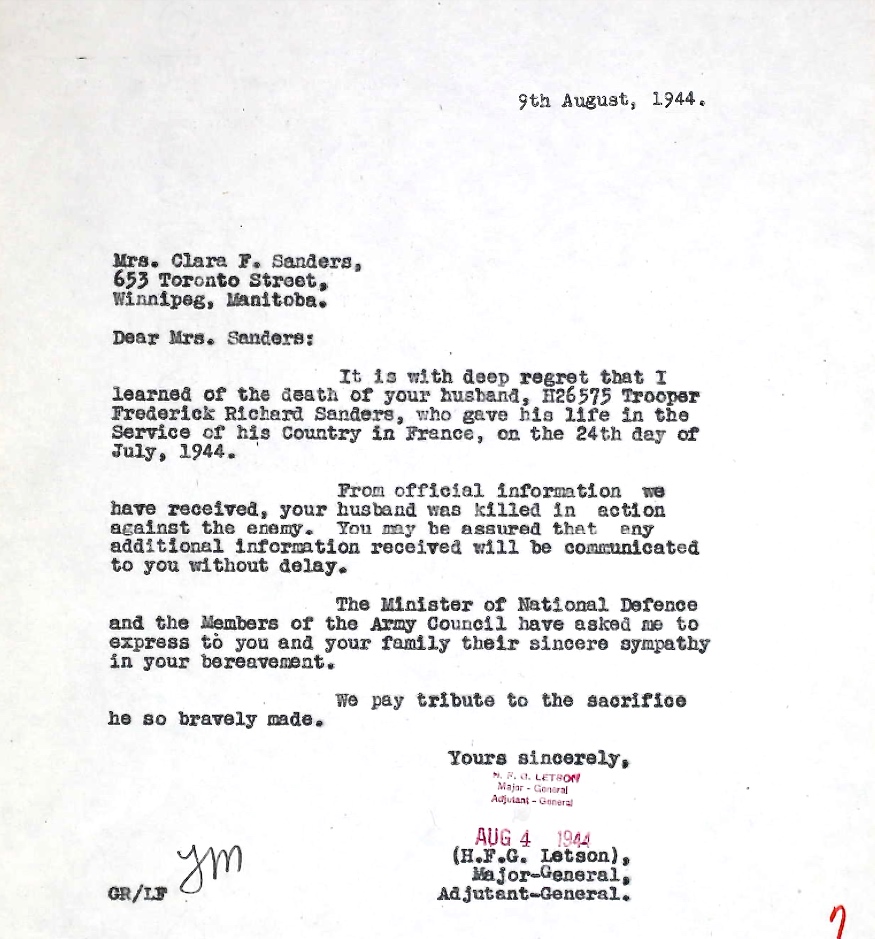 9th August, 1944.
Mrs. Clara F. Sanders,
653 Toronto Street,
Winnipeg, Manitoba.
Dear Mrs. Sanders:
It is with deep regret that I
learned of the death of your husband, H26575 Trooper
Frederick Richard Sanders, who gave his life in the
Service of his Country in France, on the 24th day of
July, 1944.
From official information we
have received, your husband was killed in action
against the enemy. You may be assured that any
additional information received will be communicated
to you without delay.
The Minister of National Defence
and the Members of the Army Council have asked me to
express to you and your family their sincere sympathy
in your bereavement.
We pay tribute to the sacrifice
he so bravely made.
Yours sincerely,
H. F. G. LETSON
Major - General
Adjutant - General
AUG 4 1944
(H.F.G. Letson),
Major-General,
Adjutant-General.
GR/LF